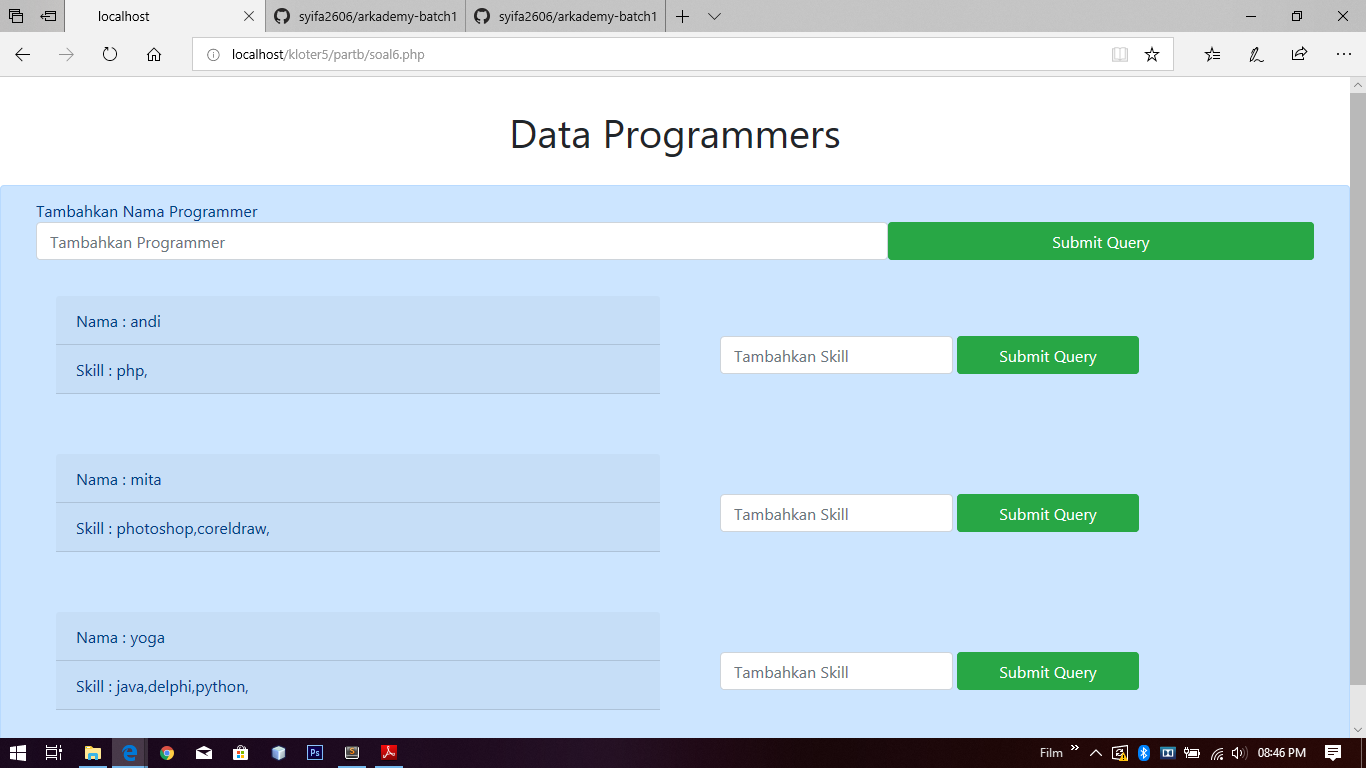 localhost
syifa2606/arkademy-batch1
syifa2606/arkademy-batch1
localhost/kloter5/partb/soal6.php
Data Programmers
Tambahkan Nama Programmer
Tambahkan Programmer
Submit Query
Nama : andi
Skill : php,
Tambahkan Skill
Submit Query
Nama : mita
Skill : photoshop,coreldraw,
Tambahkan Skill
Submit Query
Nama : yoga
Skill : java,delphi,python,
Tambahkan Skill
Submit Query
Ps
Film
08:46 PM